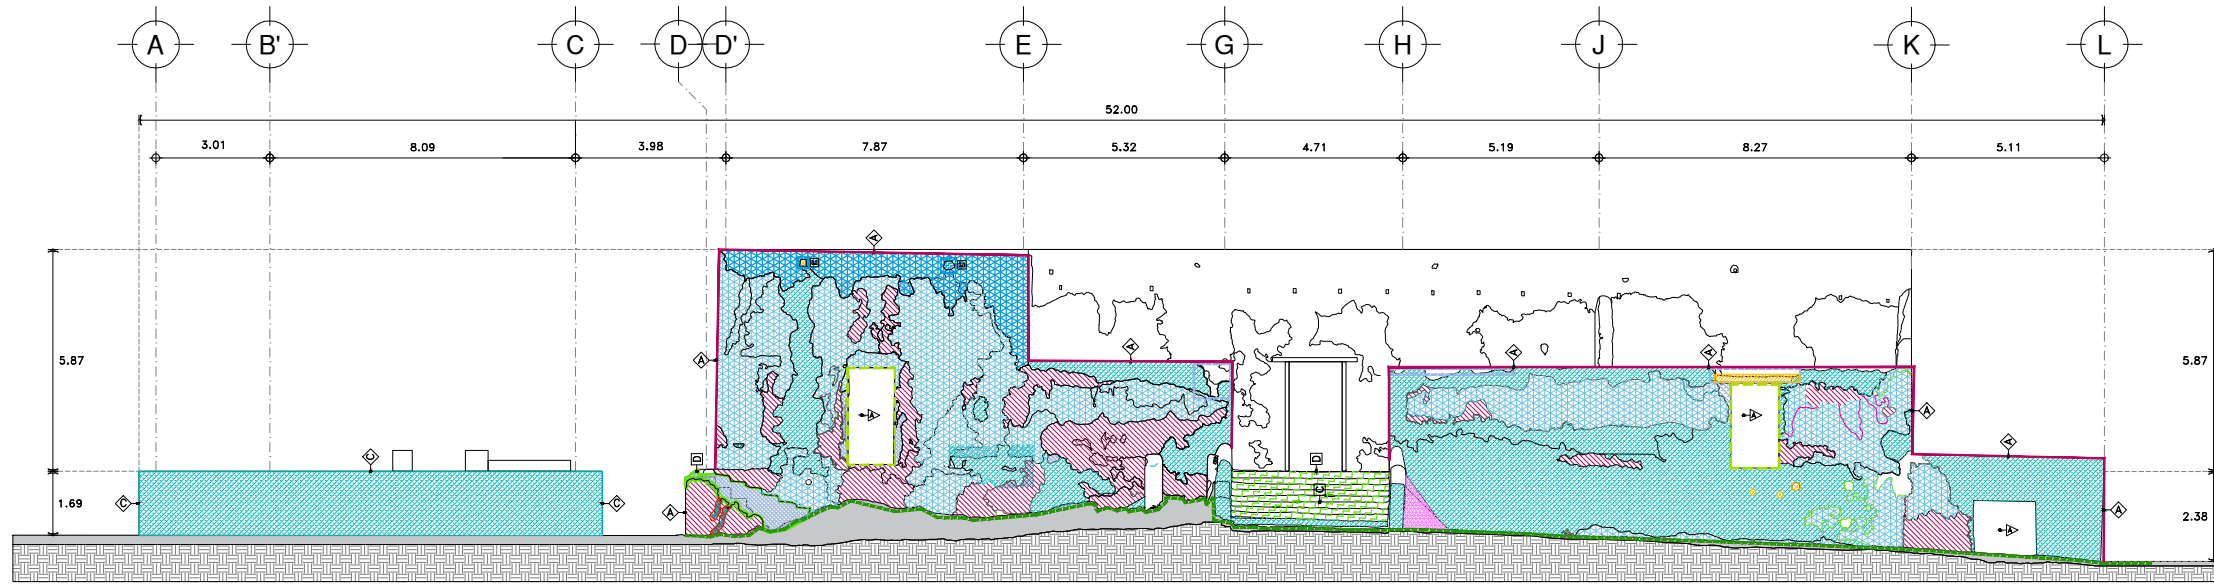 A B' C D D' E G H J K L
52.00
3.01 8.09 3.98 7.87 5.32 4.71 5.19 8.27 5.11
A
E E
A A A
5.87 A 5.87
A A A
C D D A
C C C 1.69
A A A 2.38